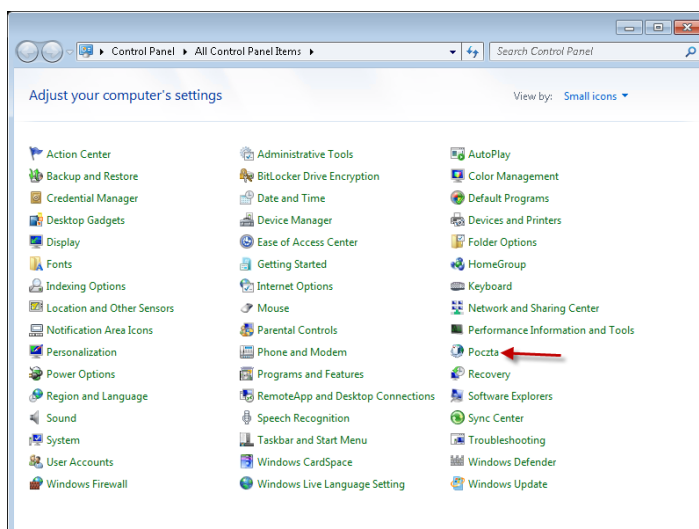 Control Panel All Control Panel Items Search Control Panel
Adjust your computer's settings View by: Small icons
Action Center Administrative Tools AutoPlay
Backup and Restore BitLocker Drive Encryption Color Management
Credential Manager Date and Time Default Programs
Desktop Gadgets Device Manager Devices and Printers
Display Ease of Access Center Folder Options
Fonts Getting Started HomeGroup
Indexing Options Internet Options Keyboard
Location and Other Sensors Mouse Network and Sharing Center
Notification Area Icons Parental Controls Performance Information and Tools
Personalization Phone and Modem Poczta
Power Options Programs and Features Recovery
Region and Language RemoteApp and Desktop Connections Software Explorers
Sound Speech Recognition Sync Center
System Taskbar and Start Menu Troubleshooting
User Accounts Windows CardSpace Windows Defender
Windows Firewall Windows Live Language Setting Windows Update